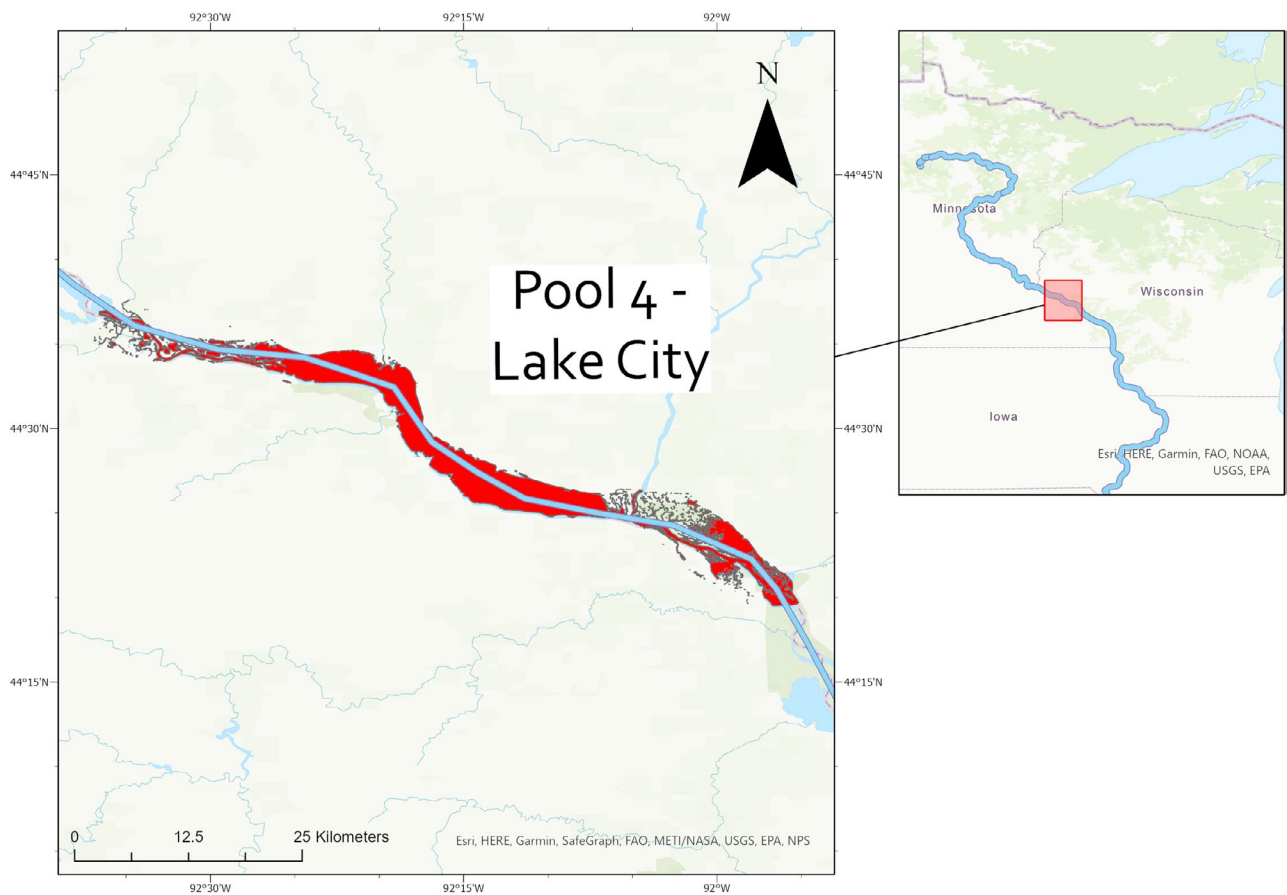 92°30'W
92°15'W
92°W
44°45'N
44°45'N
N
Pool 4 -
Lake City
44°30'N
44°30'N
44°15'N
44°15'N
0
12.5
25 Kilometers
Esri, HERE, Garmin, SafeGraph, FAO, METI/NASA, USGS, EPA, NPS
92°30'W
92°15'W
92°W
Minnesota
Wisconsin
Iowa
Esri, HERE, Garmin, FAO, NOAA,
USGS, EPA